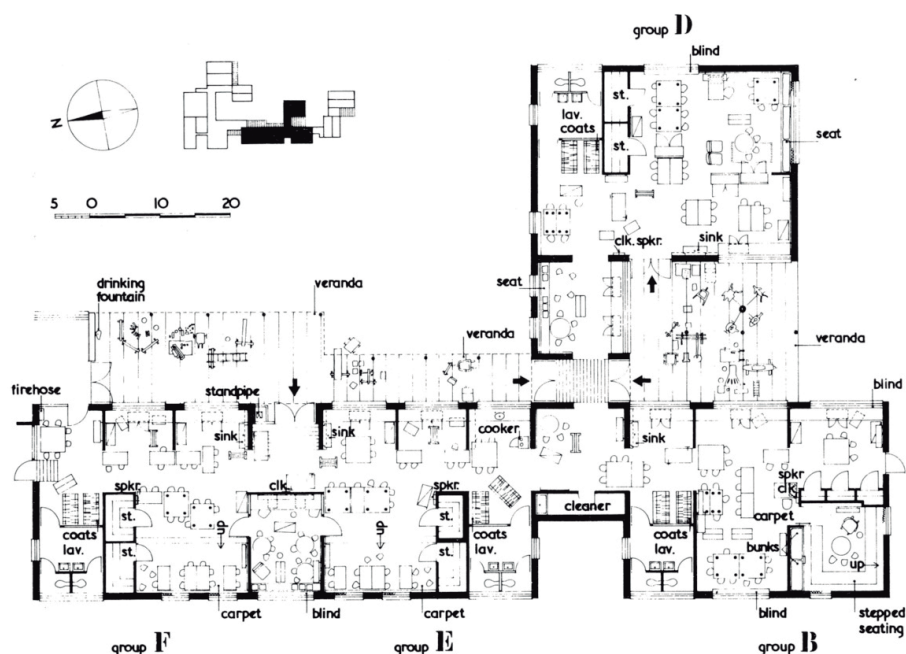 group D
blind
N
st.
lav.
coats
st.
seat
5 0 10 20
clk. spkr.
sink
drinking
fountain
veranda
seat
veranda
veranda
firehose
standpipe
blind
sink
sink
cooker
sink
spkr.
clk.
spkr.
spkr
clk
st.
up
up
st.
cleaner
carpet
coats
lav.
st.
st.
coats
lav.
coats
lav.
bunks
up
carpet
blind
carpet
blind
stepped
seating
group F
group E
group B